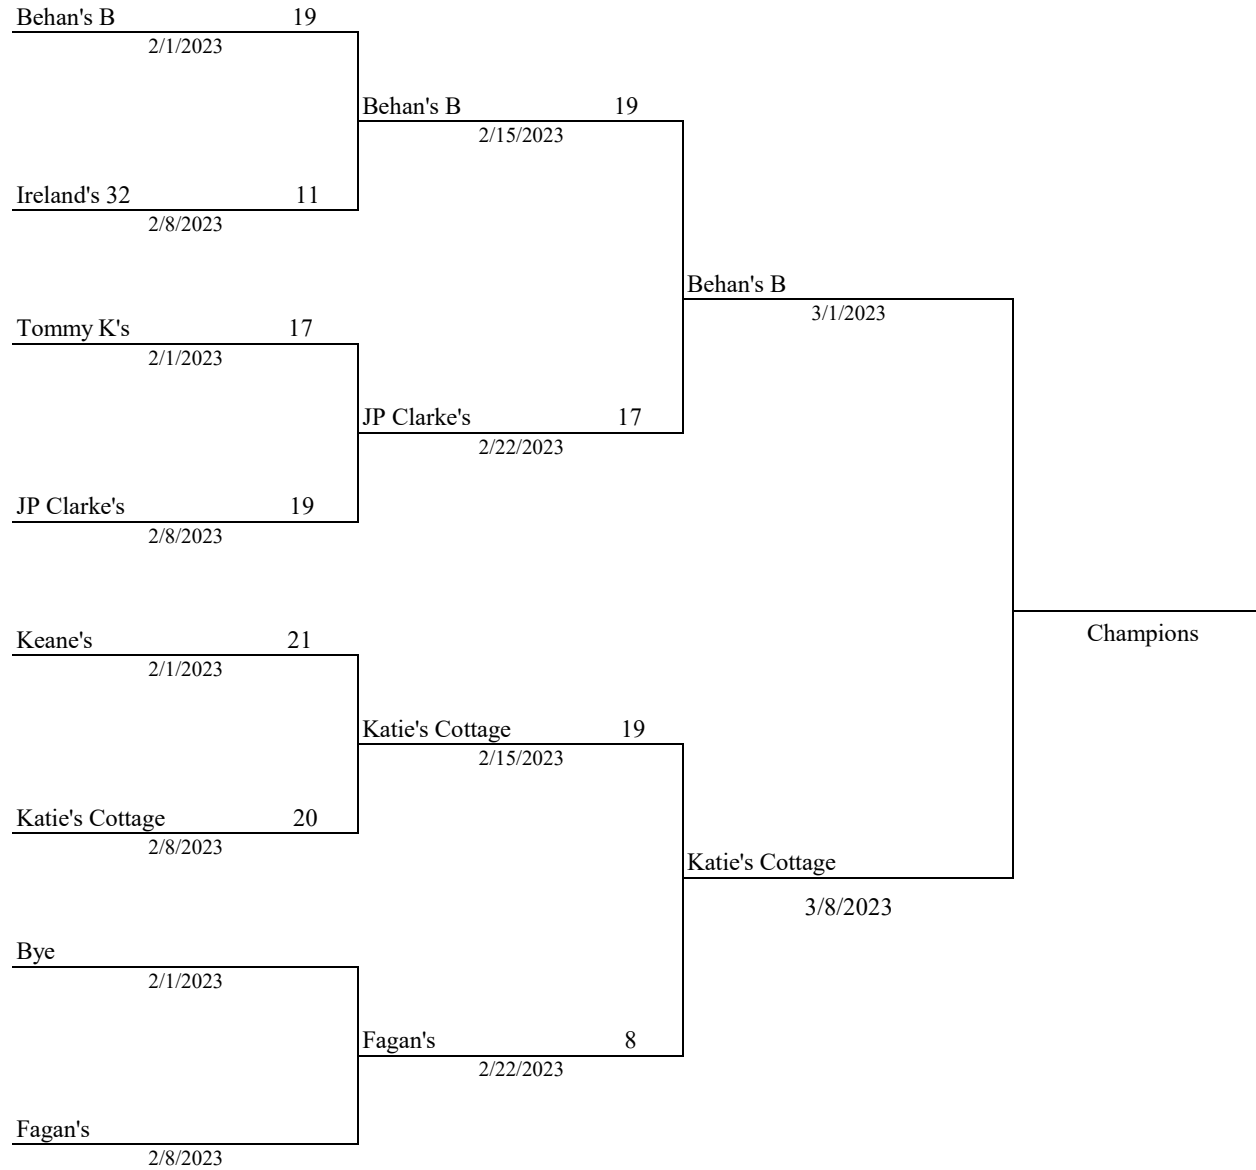 Behan's B 19
2/1/2023
Behan's B 19
2/15/2023
Ireland's 32 11
2/8/2023
Behan's B
3/1/2023
Tommy K's 17
2/1/2023
JP Clarke's 17
2/22/2023
JP Clarke's 19
2/8/2023
Champions
Keane's 21
2/1/2023
Katie's Cottage 19
2/15/2023
Katie's Cottage 20
2/8/2023
Katie's Cottage
3/8/2023
Bye
2/1/2023
Fagan's 8
2/22/2023
Fagan's
2/8/2023